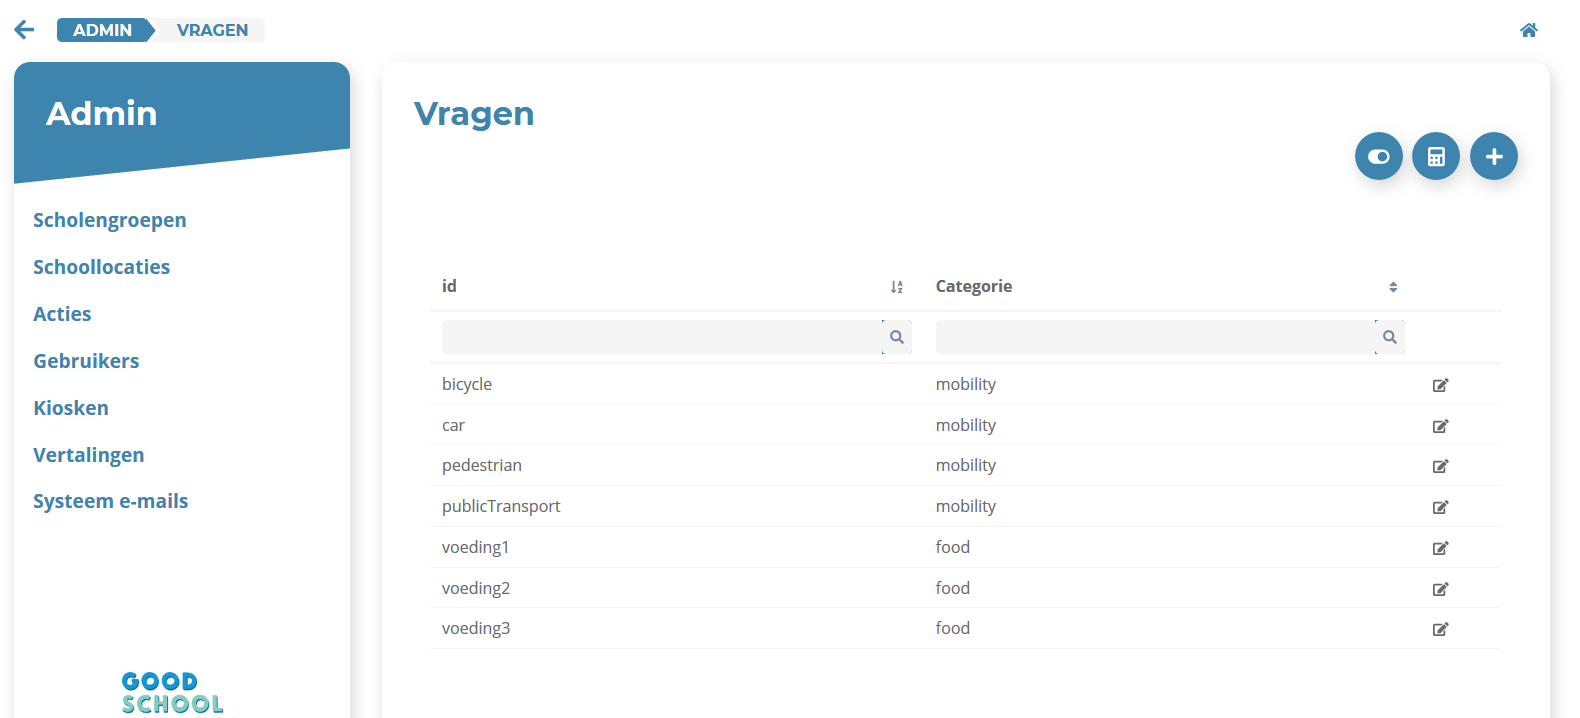 ADMIN VRAGEN
Admin
Scholengroepen
Schoollocaties
Acties
Gebruikers
Kiosken
Vertalingen
Systeem e-mails
GOOD
SCHOOL
Vragen
id Categorie
bicycle mobility
car mobility
pedestrian mobility
publicTransport mobility
voeding1 food
voeding2 food
voeding3 food